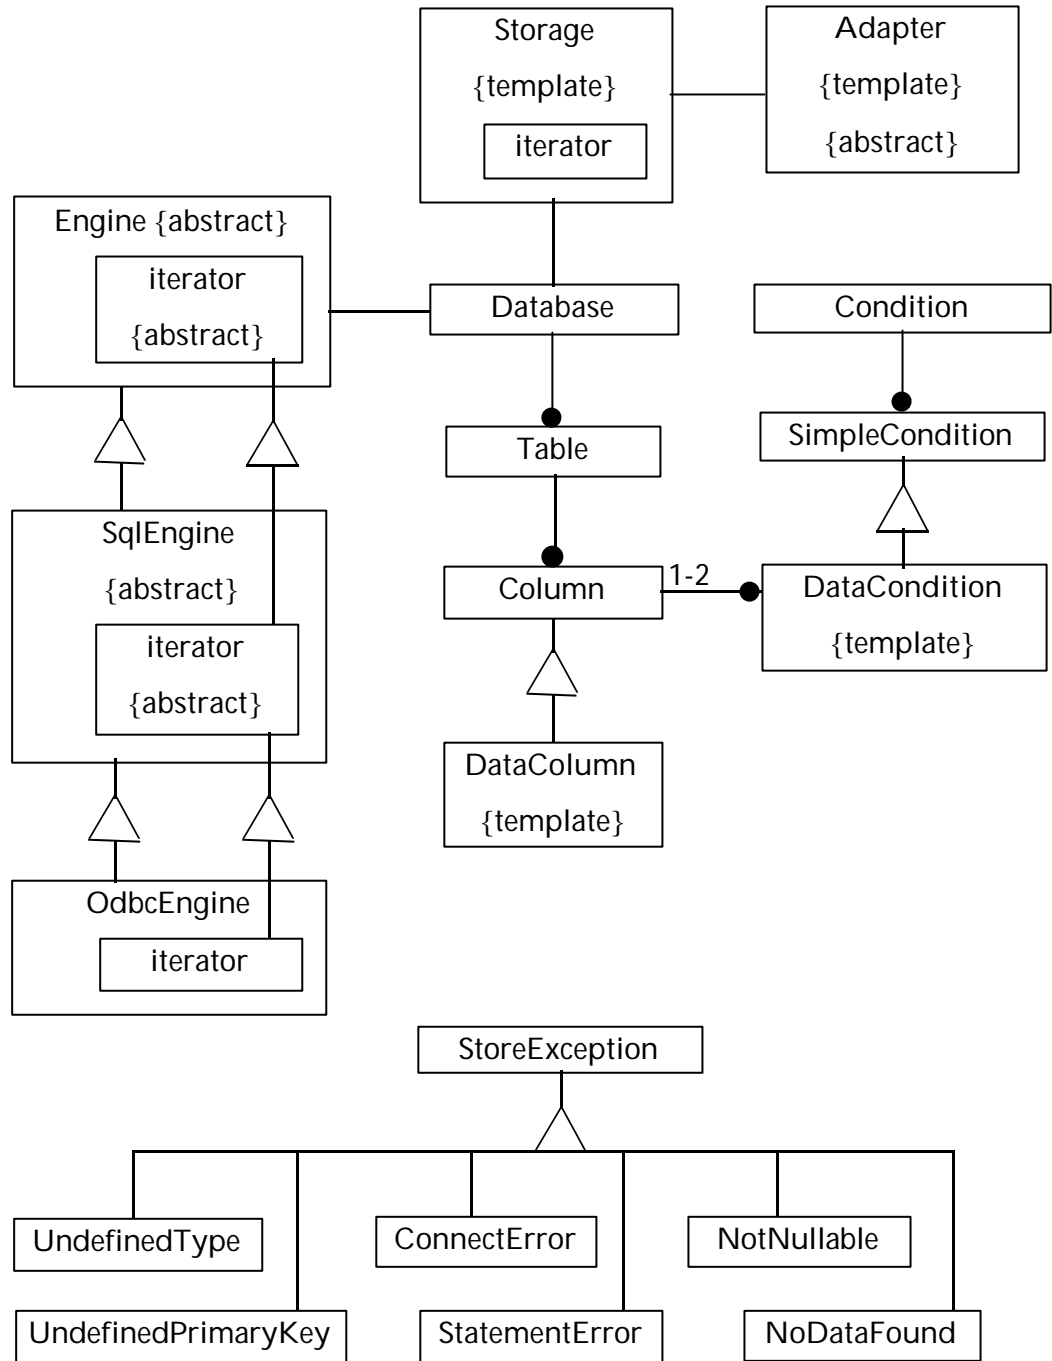 Storage
{template}
iterator
Adapter
{template}
{abstract}
Engine {abstract}
iterator
{abstract}
Database
Condition
Table
SimpleCondition
SqlEngine
{abstract}
iterator
{abstract}
Column
1-2
DataCondition
{template}
DataColumn
{template}
OdbcEngine
iterator
StoreException
UndefinedType
ConnectError
NotNullable
UndefinedPrimaryKey
StatementError
NoDataFound